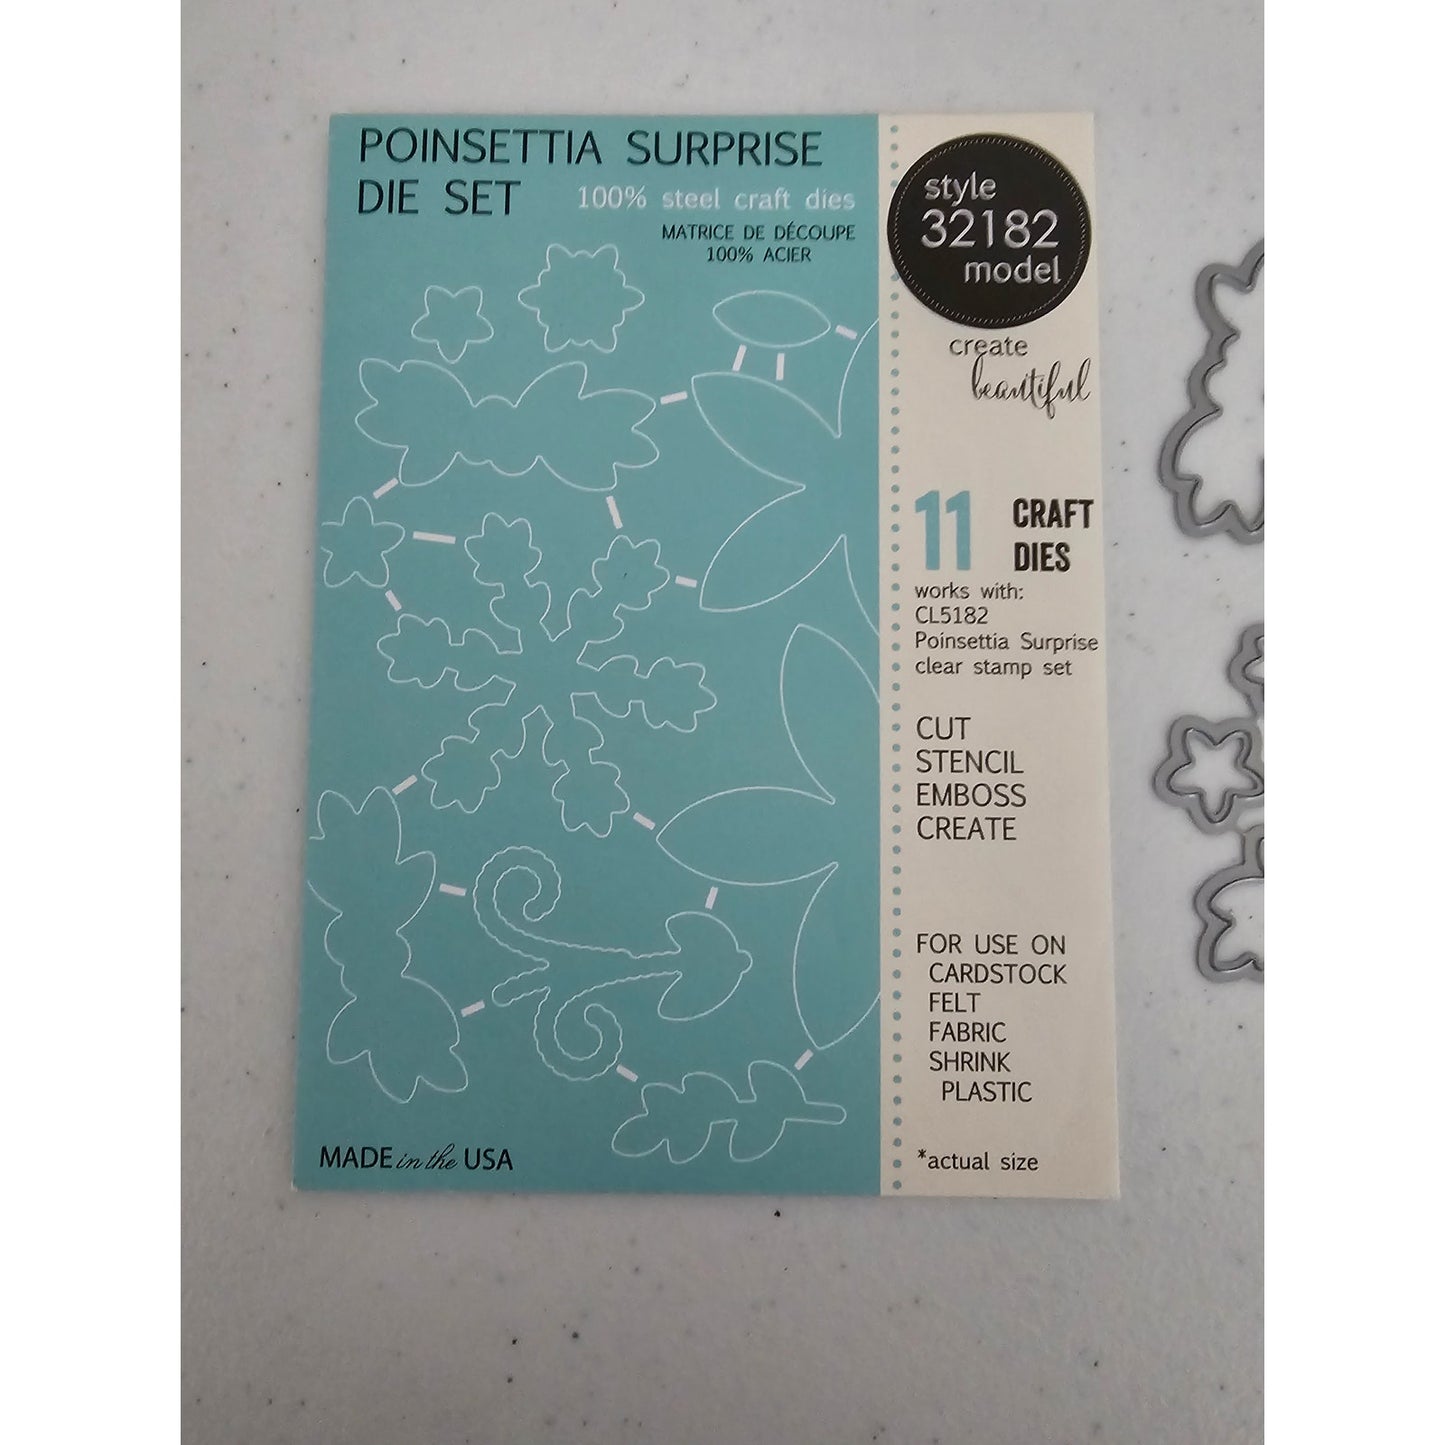 POINSETTIA SURPRISE
DIE SET 100% steel craft dies
MATRICE DE DÉCOUPE
100% ACIER
style
32182
model
create
beautiful
11 CRAFT
DIES
works with:
CL5182
Poinsettia Surprise
clear stamp set
CUT
STENCIL
EMBOSS
CREATE
FOR USE ON
CARDSTOCK
FELT
FABRIC
SHRINK
PLASTIC
*actual size
MADE in the USA